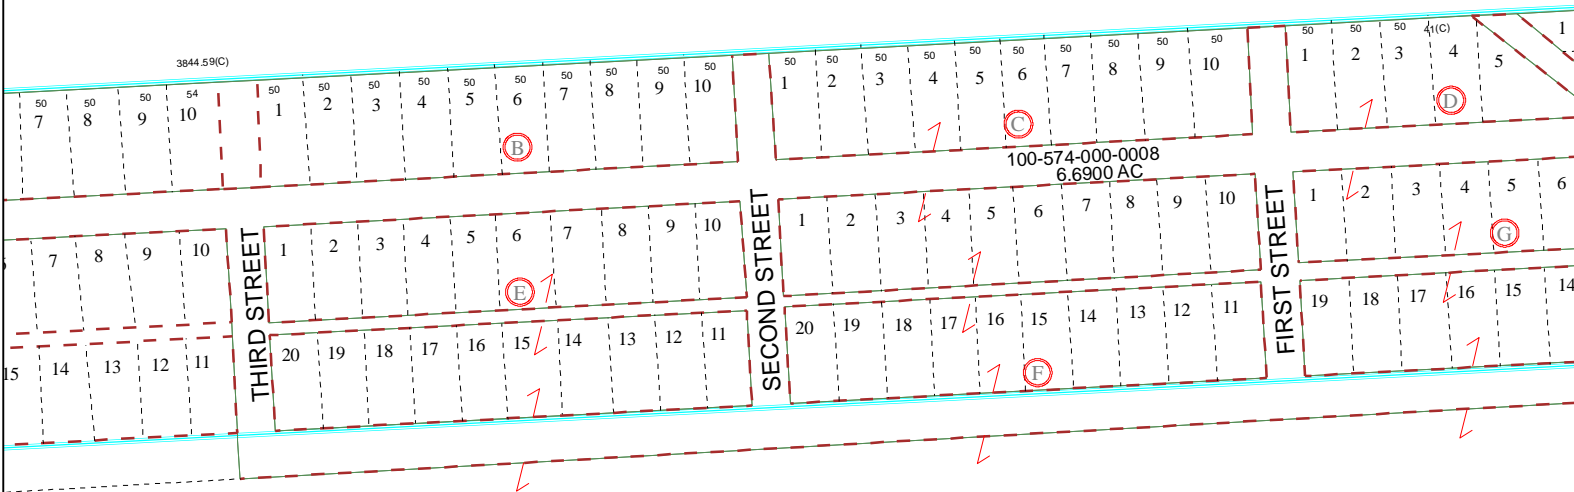 3844.59(C)
50 50 50 54 50 50 50 50 50 50 50 50 50 50 50 50 50 50 50 50 50 50 50 50 50 50 50 41(C)
7 8 9 10 1 2 3 4 5 6 7 8 9 10 1 2 3 4 5 6 7 8 9 10 1 2 3 4 5 1
B C D
100-574-000-0008
6.6900 AC
7 8 9 10 1 2 3 4 5 6 7 8 9 10 1 2 3 4 5 6 7 8 9 10 1 2 3 4 5 6
E G
THIRD STREET
SECOND STREET
FIRST STREET
15 14 13 12 11 20 19 18 17 16 15 14 13 12 11 20 19 18 17 16 15 14 13 12 11 19 18 17 16 15 14
F